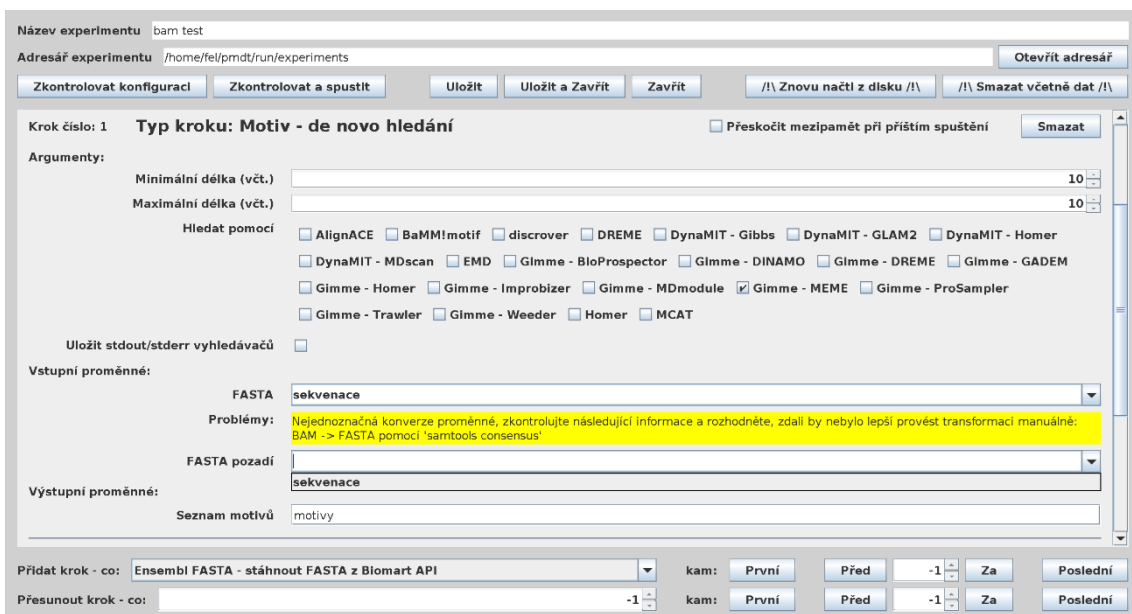 Název experimentu bam test
Adresář experimentu /home/fel/pmdt/run/experiments Otevřít adresář
Zkontrolovat konfiguraci Zkontrolovat a spustit Uložit Uložit a Zavřít Zavřít /!\ Znovu načti z disku /!\ /!\ Smazat včetně dat /!\
Krok číslo: 1 Typ kroku: Motiv - de novo hledání Přeskočit mezipamět při příštím spuštění Smazat
Argumenty:
Minimální délka (včt.) 10
Maximální délka (včt.) 10
Hledat pomocí AlignACE BaMM!motif discrover DREME DynaMIT - Gibbs DynaMIT - GLAM2 DynaMIT - Homer
DynaMIT - MDscan EMD Gimme - BioProspector Gimme - DINAMO Gimme - DREME Gimme - GADEM
Gimme - Homer Gimme - Improbizer Gimme - MDmodule Gimme - MEME Gimme - ProSampler
Gimme - Trawler Gimme - Weeder Homer MCAT
Uložit stdout/stderr vyhledávačů
Vstupní proměnné:
FASTA sekvenace
Problémy: Nejednoznačná konverze proměnné, zkontrolujte následující informace a rozhodněte, zdali by nebylo lepší provést transformaci manuálně:
BAM -> FASTA pomocí 'samtools consensus'
FASTA pozadí
sekvenace
Výstupní proměnné:
Seznam motivů motivy
Přidat krok - co: Ensembl FASTA - stáhnout FASTA z Biomart API kam: První Před -1 Za Poslední
Přesunout krok - co: -1 kam: První Před -1 Za Poslední